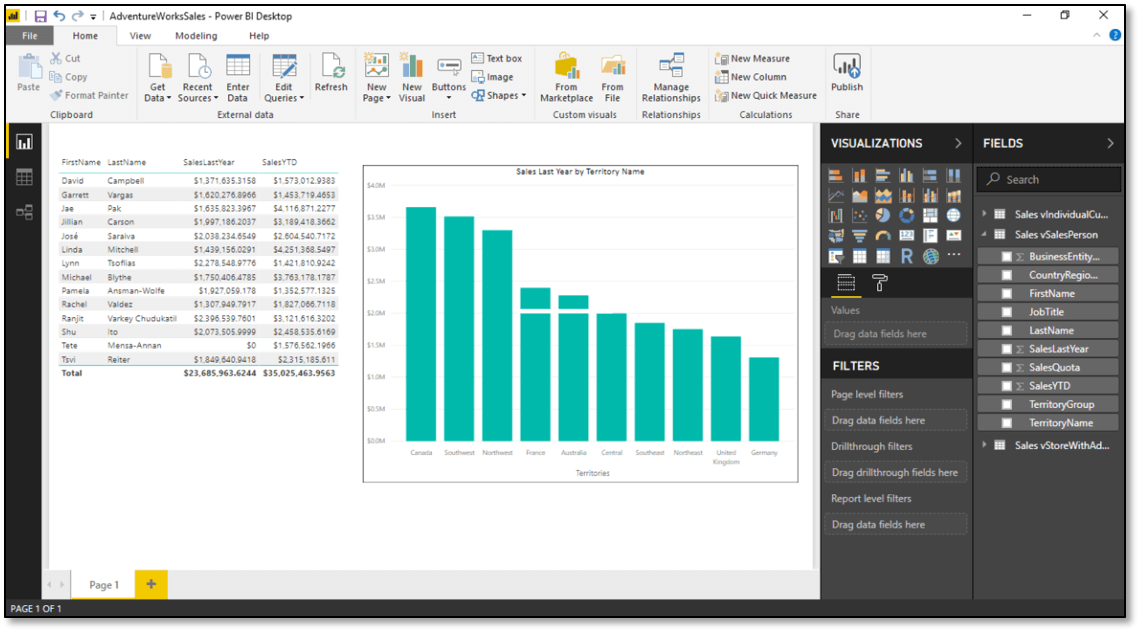 AdventureWorksSales - Power BI Desktop
File Home View Modeling Help
Paste
Cut
Copy
Format Painter
Clipboard
Get Data
Recent Sources
Enter Data
Edit Queries
Refresh
External data
New Page
New Visual
Buttons
Text box
Image
Shapes
Insert
From Marketplace
From File
Custom visuals
Manage Relationships
Relationships
New Measure
New Column
New Quick Measure
Calculations
Publish
Share
FirstName LastName SalesLastYear SalesYTD
David Campbell $1,371,635.3158 $1,573,012.9383
Garrett Vargas $1,620,276.8966 $1,453,719.4653
Jae Pak $1,635,823.3967 $4,116,871.2277
Jillian Carson $1,997,186.2037 $3,189,418.3662
José Saraiva $2,038,234.6549 $2,604,540.7172
Linda Mitchell $1,439,156.0291 $4,251,368.5497
Lynn Tsoflias $2,278,548.9776 $1,421,810.9242
Michael Blythe $1,750,406.4785 $3,763,178.1787
Pamela Ansman-Wolfe $1,927,059.178 $1,352,577.1325
Rachel Valdez $1,307,949.7917 $1,827,066.7118
Ranjit Varkey Chudukatil $2,396,539.7601 $3,121,616.3202
Shu Ito $2,073,505.9999 $2,458,535.6169
Tete Mensa-Annan $0 $1,576,562.1966
Tsvi Reiter $1,849,640.9418 $2,315,185.611
Total $23,685,963.6244 $35,025,463.9563
Sales Last Year by Territory Name
$4.0M
$3.5M
$3.0M
$2.5M
$2.0M
$1.5M
$1.0M
$0.5M
$0.0M
Canada Southwest Northwest France Australia Central Southeast Northeast United Kingdom Germany
Territories
VISUALIZATIONS
123
R
Values
Drag data fields here
FILTERS
Page level filters
Drag data fields here
Drillthrough filters
Drag drillthrough fields here
Report level filters
Drag data fields here
FIELDS
Search
Sales vIndividualCu...
Sales vSalesPerson
BusinessEntity...
CountryRegio...
FirstName
JobTitle
LastName
Σ SalesLastYear
Σ SalesQuota
Σ SalesYTD
TerritoryGroup
TerritoryName
Sales vStoreWithAd...
Page 1 +
PAGE 1 OF 1